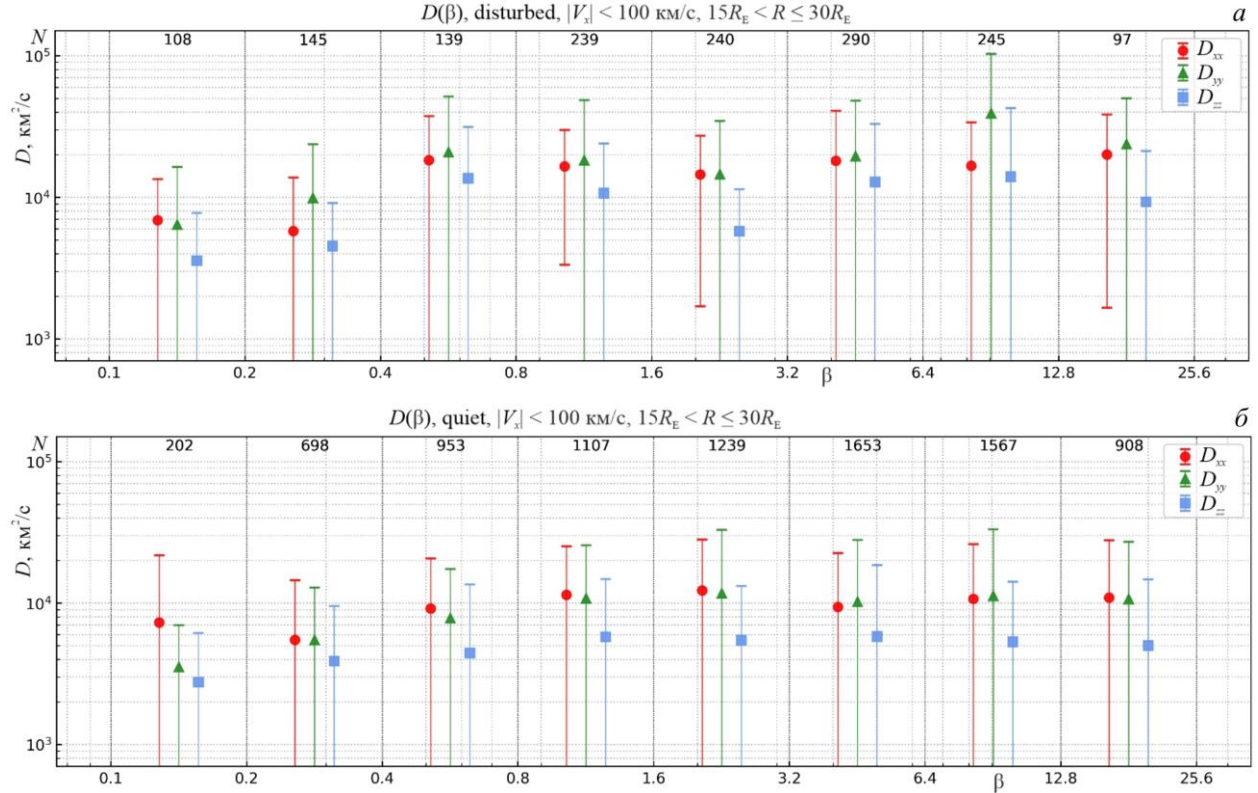 D(β), disturbed, |Vx| < 100 км/с, 15RE < R ≤ 30RE
а
N 108 145 139 239 240 290 245 97
10⁵
10⁴
10³
D, км²/с
Dxx
Dyy
Dzz
0.1 0.2 0.4 0.8 1.6 3.2 β 6.4 12.8 25.6
D(β), quiet, |Vx| < 100 км/с, 15RE < R ≤ 30RE
б
N 202 698 953 1107 1239 1653 1567 908
10⁵
10⁴
10³
D, км²/с
Dxx
Dyy
Dzz
0.1 0.2 0.4 0.8 1.6 3.2 6.4 β 12.8 25.6